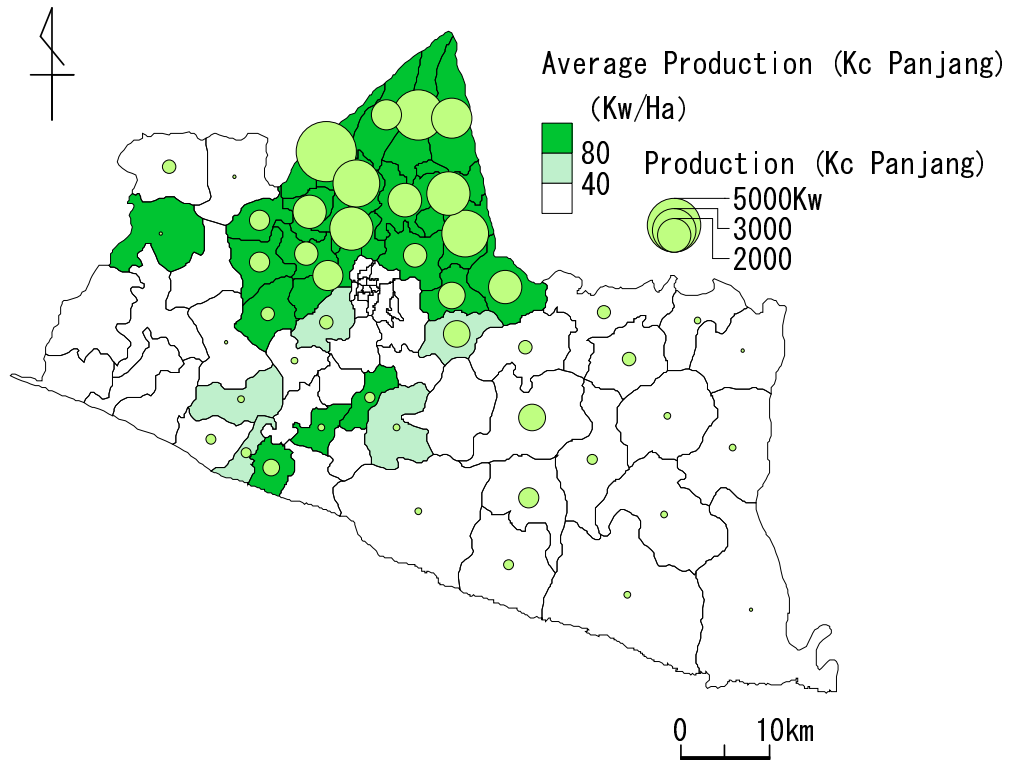 Average Production (Kc Panjang)
(Kw/Ha)
80
40
Production (Kc Panjang)
5000Kw
3000
2000
0 10km